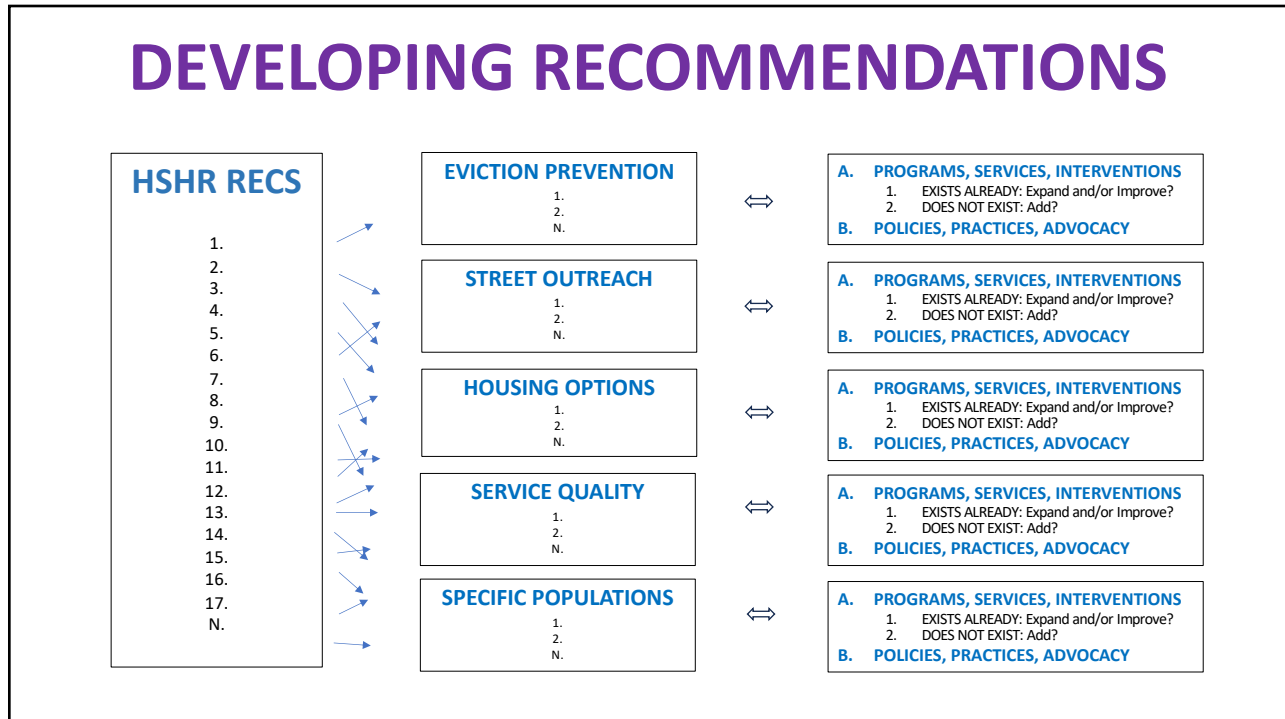 DEVELOPING RECOMMENDATIONS
HSHR RECS
1.
2.
3.
4.
5.
6.
7.
8.
9.
10.
11.
12.
13.
14.
15.
16.
17.
N.
EVICTION PREVENTION
1.
2.
N.
A. PROGRAMS, SERVICES, INTERVENTIONS
1. EXISTS ALREADY: Expand and/or Improve?
2. DOES NOT EXIST: Add?
B. POLICIES, PRACTICES, ADVOCACY
STREET OUTREACH
1.
2.
N.
A. PROGRAMS, SERVICES, INTERVENTIONS
1. EXISTS ALREADY: Expand and/or Improve?
2. DOES NOT EXIST: Add?
B. POLICIES, PRACTICES, ADVOCACY
HOUSING OPTIONS
1.
2.
N.
A. PROGRAMS, SERVICES, INTERVENTIONS
1. EXISTS ALREADY: Expand and/or Improve?
2. DOES NOT EXIST: Add?
B. POLICIES, PRACTICES, ADVOCACY
SERVICE QUALITY
1.
2.
N.
A. PROGRAMS, SERVICES, INTERVENTIONS
1. EXISTS ALREADY: Expand and/or Improve?
2. DOES NOT EXIST: Add?
B. POLICIES, PRACTICES, ADVOCACY
SPECIFIC POPULATIONS
1.
2.
N.
A. PROGRAMS, SERVICES, INTERVENTIONS
1. EXISTS ALREADY: Expand and/or Improve?
2. DOES NOT EXIST: Add?
B. POLICIES, PRACTICES, ADVOCACY